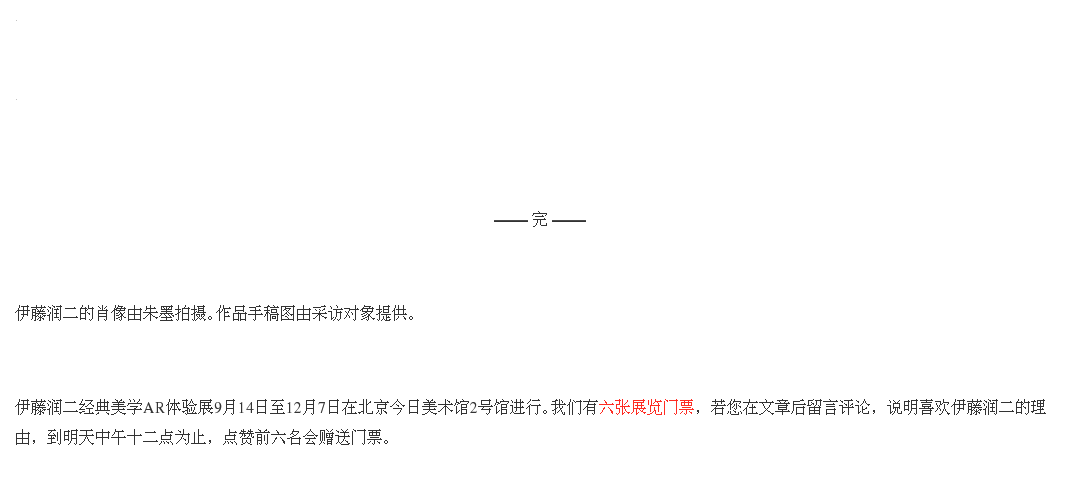 —— 完 ——
伊藤润二的肖像由朱墨拍摄。作品手稿图由采访对象提供。
伊藤润二经典美学AR体验展9月14日至12月7日在北京今日美术馆2号馆进行。我们有六张展览门票，若您在文章后留言评论，说明喜欢伊藤润二的理
由，到明天中午十二点为止，点赞前六名会赠送门票。